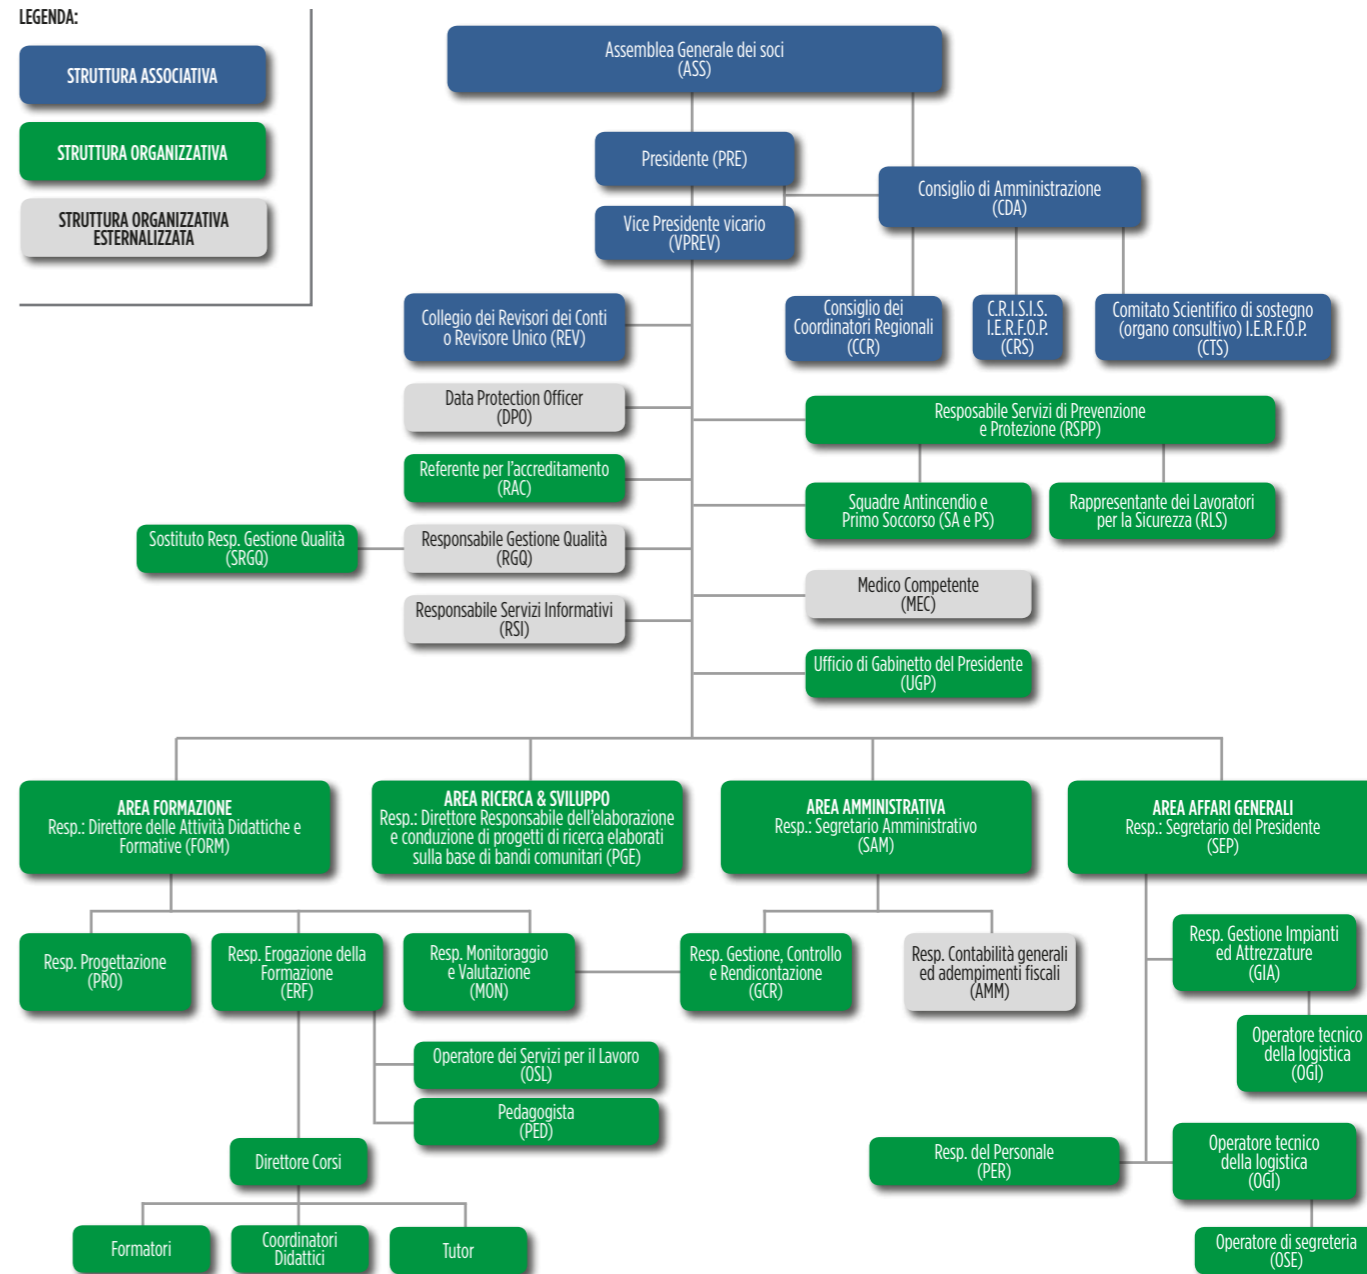 LEGENDA:
STRUTTURA ASSOCIATIVA
STRUTTURA ORGANIZZATIVA
STRUTTURA ORGANIZZATIVA
ESTERNALIZZATA
Assemblea Generale dei soci
(ASS)
Presidente (PRE)
Consiglio di Amministrazione
(CDA)
Vice Presidente vicario
(VPREV)
Collegio dei Revisori dei Conti
o Revisore Unico (REV)
Consiglio dei
Coordinatori Regionali
(CCR)
C.R.I.S.I.S.
I.E.R.F.O.P.
(CRS)
Comitato Scientifico di sostegno
(organo consultivo) I.E.R.F.O.P.
(CTS)
Data Protection Officer
(DPO)
Resposabile Servizi di Prevenzione
e Protezione (RSPP)
Referente per l'accreditamento
(RAC)
Squadre Antincendio e
Primo Soccorso (SA e PS)
Rappresentante dei Lavoratori
per la Sicurezza (RLS)
Sostituto Resp. Gestione Qualità
(SRGQ)
Responsabile Gestione Qualità
(RGQ)
Medico Competente
(MEC)
Responsabile Servizi Informativi
(RSI)
Ufficio di Gabinetto del Presidente
(UGP)
AREA FORMAZIONE
Resp.: Direttore delle Attività Didattiche e
Formative (FORM)
AREA RICERCA & SVILUPPO
Resp.: Direttore Responsabile dell'elaborazione
e conduzione di progetti di ricerca elaborati
sulla base di bandi comunitari (PGE)
AREA AMMINISTRATIVA
Resp.: Segretario Amministrativo
(SAM)
AREA AFFARI GENERALI
Resp.: Segretario del Presidente
(SEP)
Resp. Progettazione
(PRO)
Resp. Erogazione della
Formazione
(ERF)
Resp. Monitoraggio
e Valutazione
(MON)
Resp. Gestione, Controllo
e Rendicontazione
(GCR)
Resp. Contabilità generali
ed adempimenti fiscali
(AMM)
Resp. Gestione Impianti
ed Attrezzature
(GIA)
Operatore tecnico
della logistica
(OGI)
Operatore dei Servizi per il Lavoro
(OSL)
Pedagogista
(PED)
Direttore Corsi
Resp. del Personale
(PER)
Operatore tecnico
della logistica
(OGI)
Formatori
Coordinatori
Didattici
Tutor
Operatore di segreteria
(OSE)